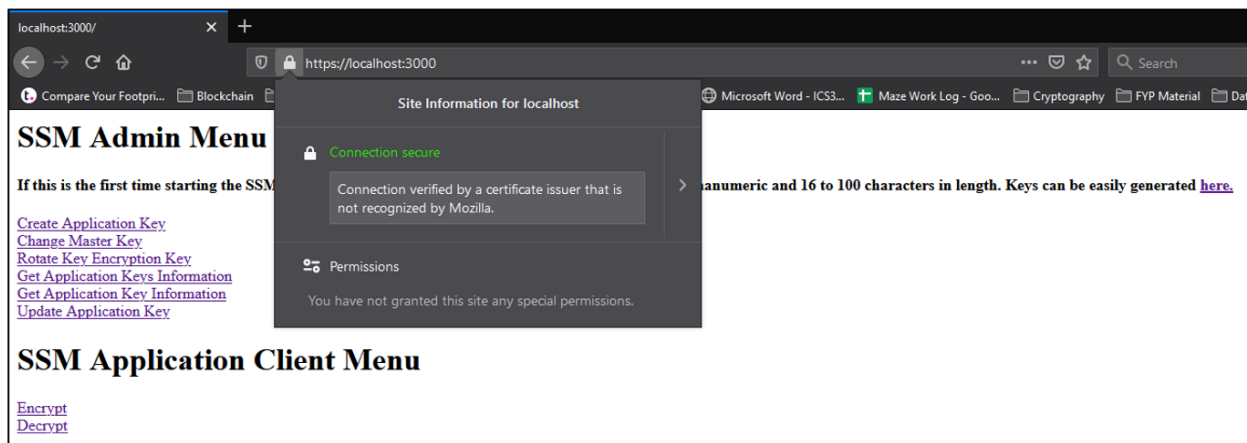 localhost:3000/
https://localhost:3000
Search
Compare Your Footpri...
Blockchain
Microsoft Word - ICS3...
Maze Work Log - Goo...
Cryptography
FYP Material
Dat
Site Information for localhost
Connection secure
Connection verified by a certificate issuer that is
not recognized by Mozilla.
Permissions
You have not granted this site any special permissions.
SSM Admin Menu
If this is the first time starting the SSM
anumeric and 16 to 100 characters in length. Keys can be easily generated here.
Create Application Key
Change Master Key
Rotate Key Encryption Key
Get Application Keys Information
Get Application Key Information
Update Application Key
SSM Application Client Menu
Encrypt
Decrypt